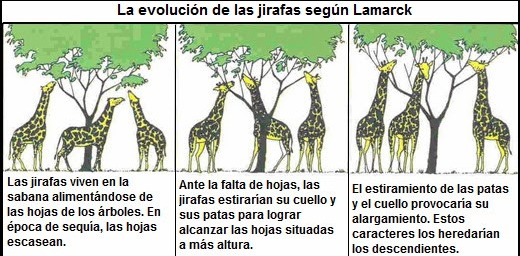 La evolución de las jirafas según Lamarck
Las jirafas viven en la
sabana alimentándose de
las hojas de los árboles. En
época de sequía, las hojas
escasean.
Ante la falta de hojas, las
jirafas estirarían su cuello y
sus patas para lograr
alcanzar las hojas situadas
a más altura.
El estiramiento de las patas
y el cuello provocaría su
alargamiento. Estos
caracteres los heredarían
los descendientes.